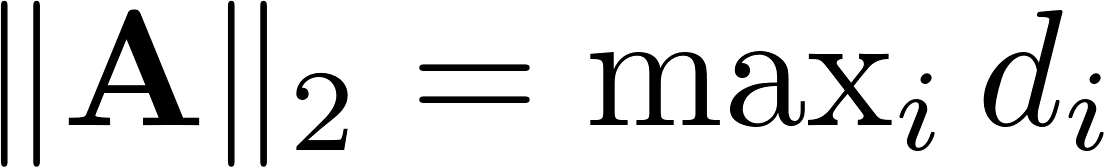 ‖A‖₂ = maxᵢ dᵢ